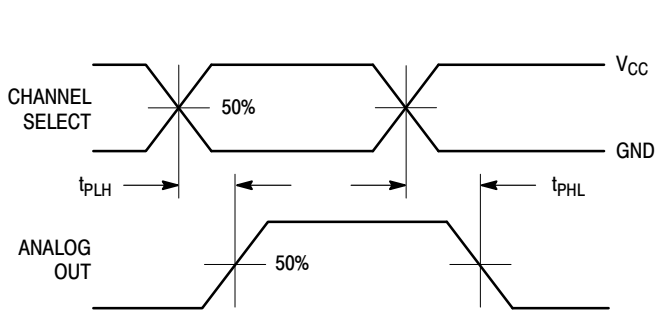 V_CC
CHANNEL
SELECT
50%
GND
t_PLH
t_PHL
ANALOG
OUT
50%